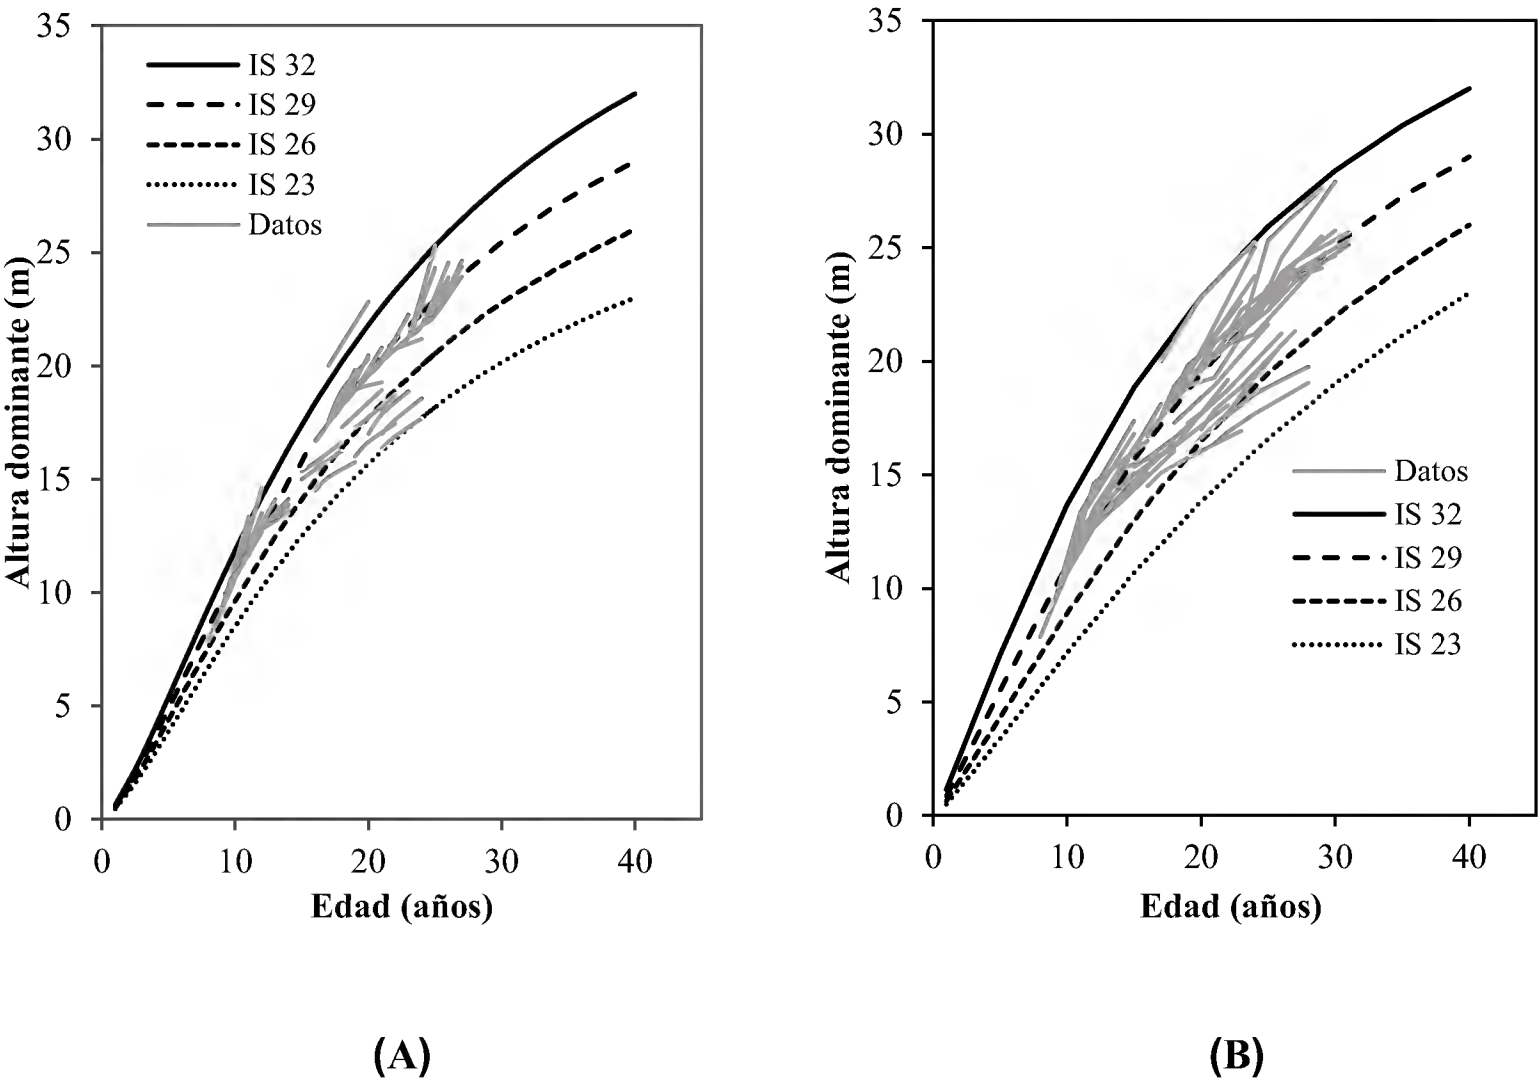 35
30
25
20
15
10
5
0
Altura dominante (m)
IS 32
IS 29
IS 26
IS 23
Datos
0 10 20 30 40
Edad (años)
(A)
35
30
25
20
15
10
5
0
Altura dominante (m)
Datos
IS 32
IS 29
IS 26
IS 23
0 10 20 30 40
Edad (años)
(B)